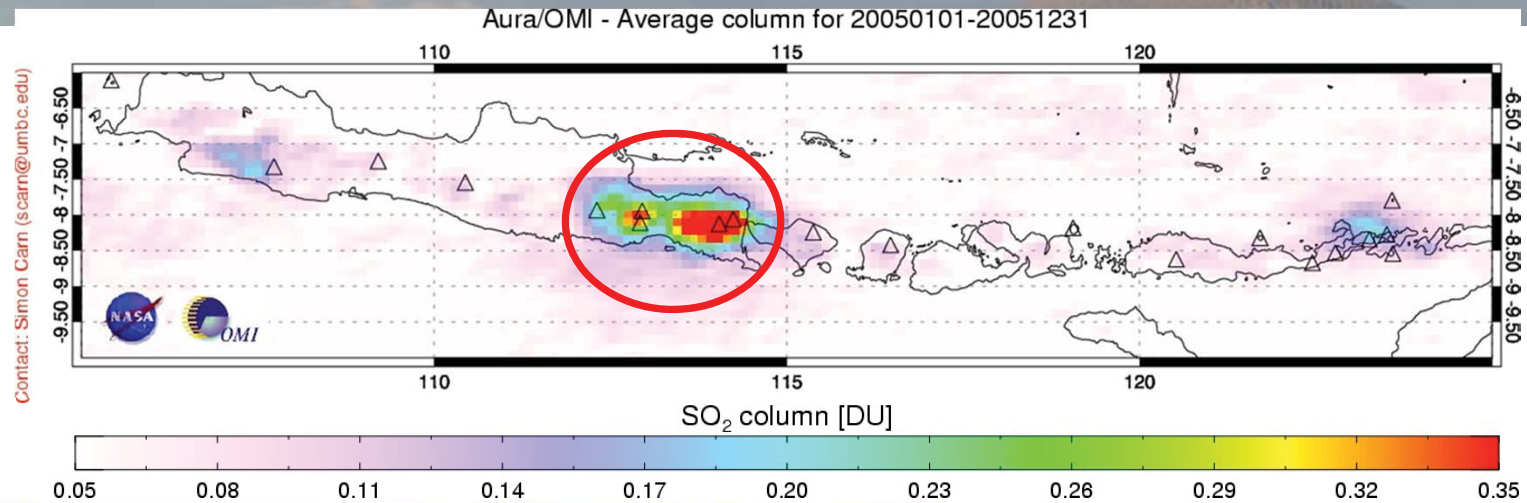 Aura/OMI - Average column for 20050101-20051231
110 115 120
-6.50 -7 -7.50 -8 -8.50 -9 -9.50
-6.50 -7 -7.50 -8 -8.50 -9 -9.50
Contact: Simon Carn (scarn@umbc.edu)
NASA
OMI
110 115 120
SO₂ column [DU]
0.05 0.08 0.11 0.14 0.17 0.20 0.23 0.26 0.29 0.32 0.35